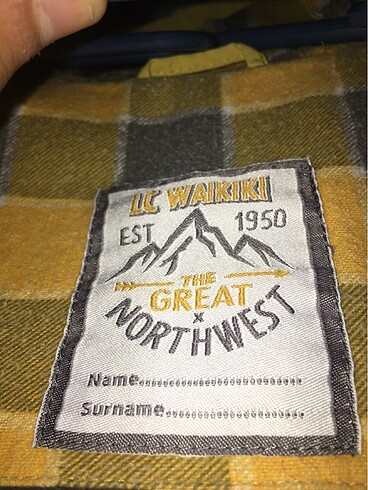 LC WAIKIKI
EST 1950
THE
GREAT
x
NORTHWEST
Name..............................
Surname.........................